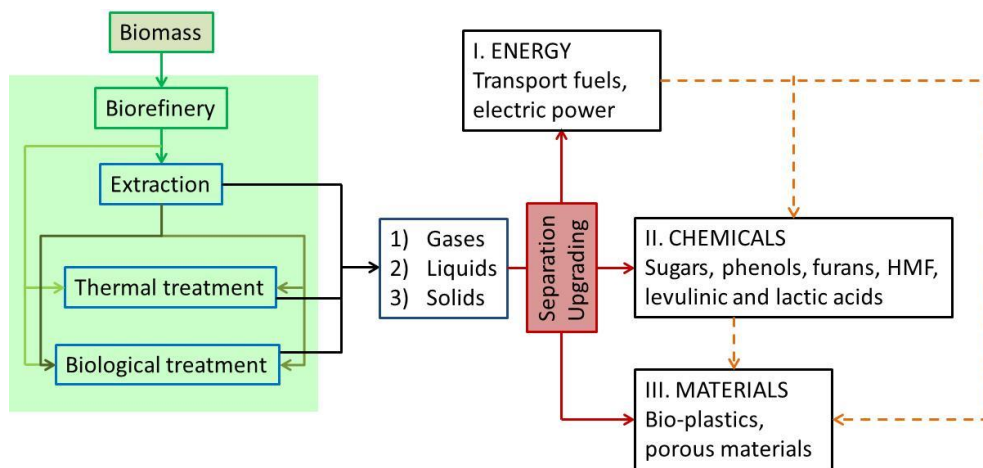 Biomass
Biorefinery
Extraction
Thermal treatment
Biological treatment
1) Gases
2) Liquids
3) Solids
Separation
Upgrading
I. ENERGY
Transport fuels,
electric power
II. CHEMICALS
Sugars, phenols, furans, HMF,
levulinic and lactic acids
III. MATERIALS
Bio-plastics,
porous materials